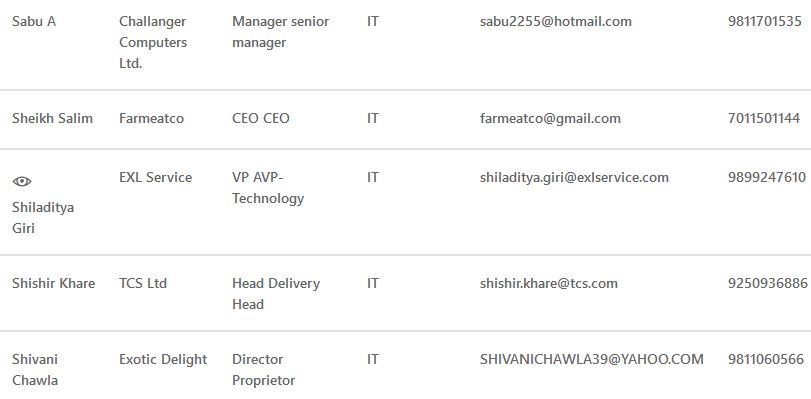 Sabu A Challanger Manager senior IT sabu2255@hotmail.com 9811701535
Computers manager
Ltd.
Sheikh Salim Farmeatco CEO CEO IT farmeatco@gmail.com 7011501144
EXL Service VP AVP- IT shiladitya.giri@exlservice.com 9899247610
Technology
Shiladitya
Giri
Shishir Khare TCS Ltd Head Delivery IT shishir.khare@tcs.com 9250936886
Head
Shivani Exotic Delight Director IT SHIVANICHAWLA39@YAHOO.COM 9811060566
Chawla Proprietor